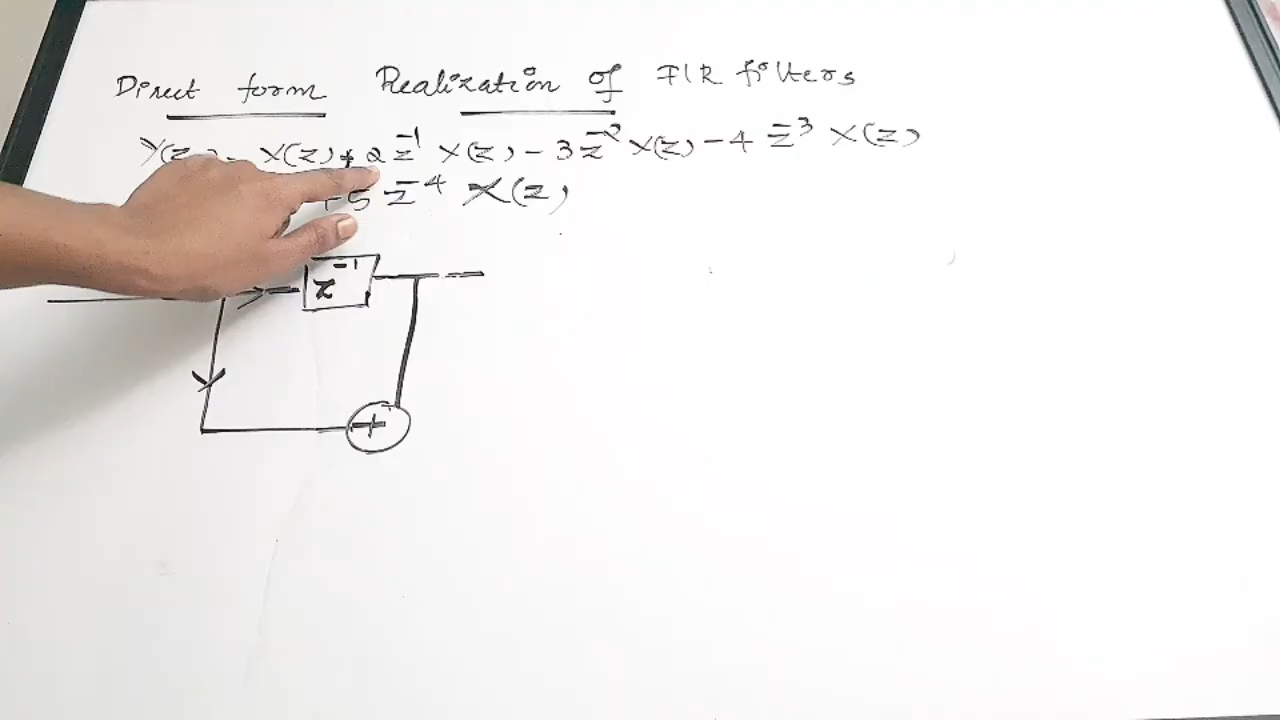 Direct form Realization of FIR filters
Y(z) = X(z) + 2 z⁻¹ X(z) - 3 z⁻² X(z) - 4 z⁻³ X(z)
+5 z⁻⁴ X(z)
z⁻¹
+